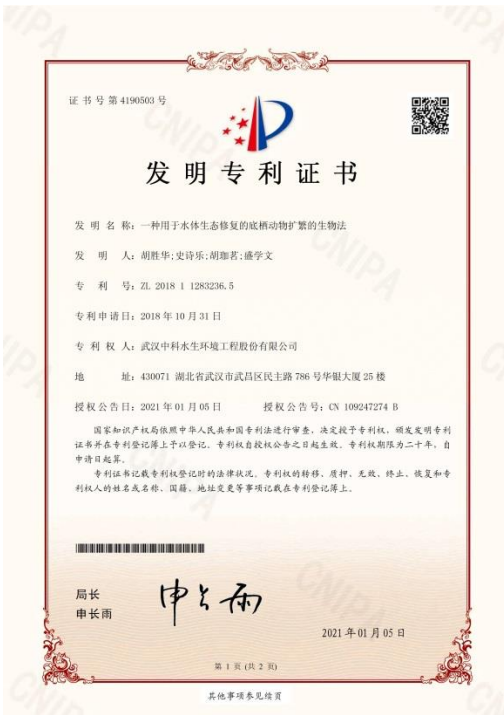 证书号第4190503号
发明专利证书
发明名称：一种用于水体生态修复的底栖动物扩繁的生物法
发明人：胡胜华;史诗乐;胡珈茗;盛学文
专利号：ZL 2018 1 1283236.5
专利申请日：2018年10月31日
专利权人：武汉中科水生环境工程股份有限公司
地址：430071 湖北省武汉市武昌区民主路786号华银大厦25楼
授权公告日：2021年01月05日 授权公告号：CN 109247274 B
国家知识产权局依照中华人民共和国专利法进行审查，决定授予专利权，颁发发明专利
证书并在专利登记簿上予以登记。专利权自授权公告之日起生效。专利权期限为二十年，自
申请日起算。
专利证书记载专利权登记时的法律状况。专利权的转移、质押、无效、终止、恢复和专
利权人的姓名或名称、国籍、地址变更等事项记载在专利登记簿上。
局长
申长雨
申长雨
2021年01月05日
第 1 页 (共 2 页)
其他事项参见续页
CNIPA